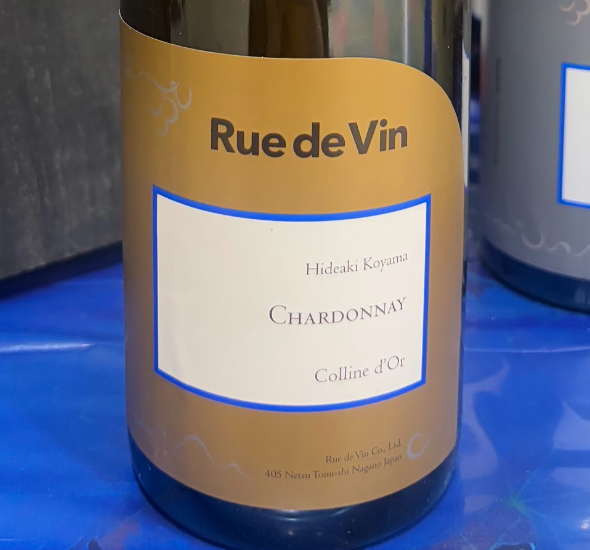 Rue de Vin
Hideaki Koyama
CHARDONNAY
Colline d'Or
Rue de Vin Co., Ltd.
405 Netsu Tomi-shi Nagano Japan